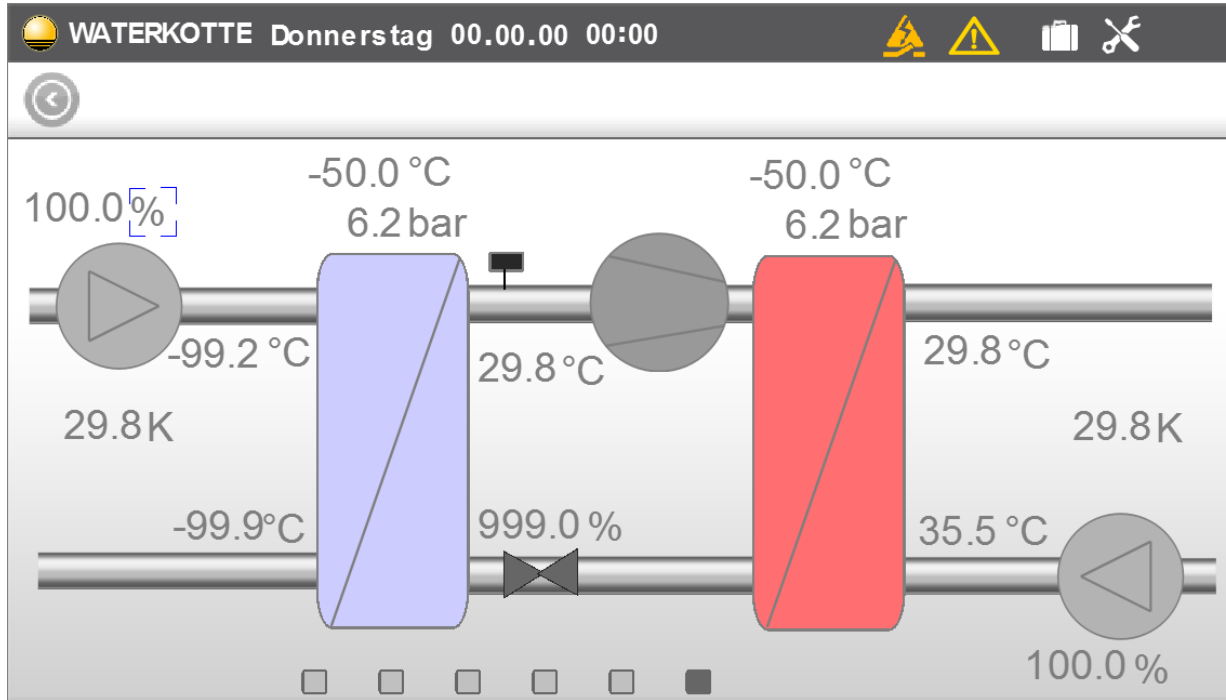 WATERKOTTE Donnerstag 00.00.00 00:00
-50.0 °C
-50.0 °C
100.0 %
6.2 bar
6.2 bar
-99.2 °C
29.8 °C
29.8 °C
29.8 K
29.8 K
-99.9 °C
999.0 %
35.5 °C
100.0 %